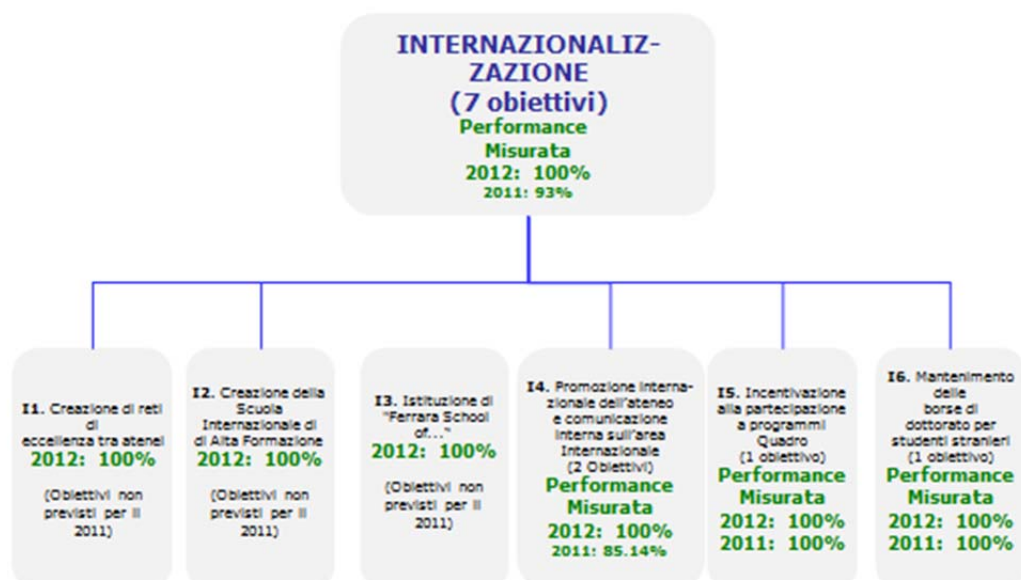 INTERNAZIONALIZ-
ZAZIONE
(7 obiettivi)
Performance
Misurata
2012: 100%
2011: 93%
I1. Creazione di reti
di
eccellenza tra atenei
2012: 100%
(Obiettivi non
previsti per il
2011)
I2. Creazione della
Scuola
Internazionale di
di Alta Formazione
2012: 100%
(Obiettivi non
previsti per il
2011)
I3. Istituzione di
"Ferrara School
of..."
2012: 100%
(Obiettivi non
previsti per il
2011)
I4. Promozione interna-
zionale dell'ateneo
e comunicazione
interna sull'area
Internazionale
(2 Obiettivi)
Performance
Misurata
2012: 100%
2011: 85.14%
I5. Incentivazione
alla partecipazione
a programmi
Quadro
(1 obiettivo)
Performance
Misurata
2012: 100%
2011: 100%
I6. Mantenimento
delle
borse di
dottorato per
studenti stranieri
(1 obiettivo)
Performance
Misurata
2012: 100%
2011: 100%